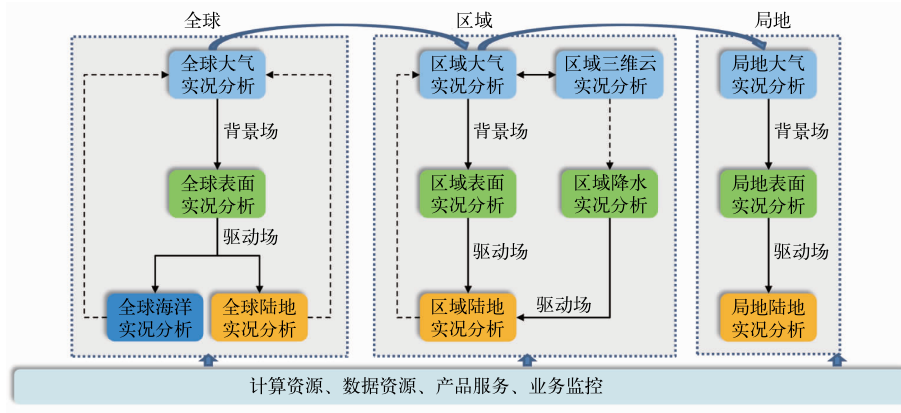 全球
区域
局地
全球大气
实况分析
区域大气
实况分析
区域三维云
实况分析
局地大气
实况分析
背景场
背景场
背景场
全球表面
实况分析
区域表面
实况分析
区域降水
实况分析
局地表面
实况分析
驱动场
驱动场
驱动场
全球海洋
实况分析
全球陆地
实况分析
区域陆地
实况分析
驱动场
局地陆地
实况分析
计算资源、数据资源、产品服务、业务监控